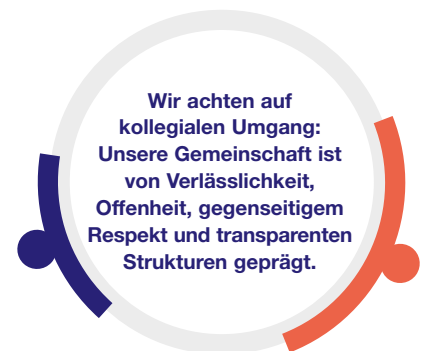 Wir achten auf
kollegialen Umgang:
Unsere Gemeinschaft ist
von Verlässlichkeit,
Offenheit, gegenseitigem
Respekt und transparenten
Strukturen geprägt.